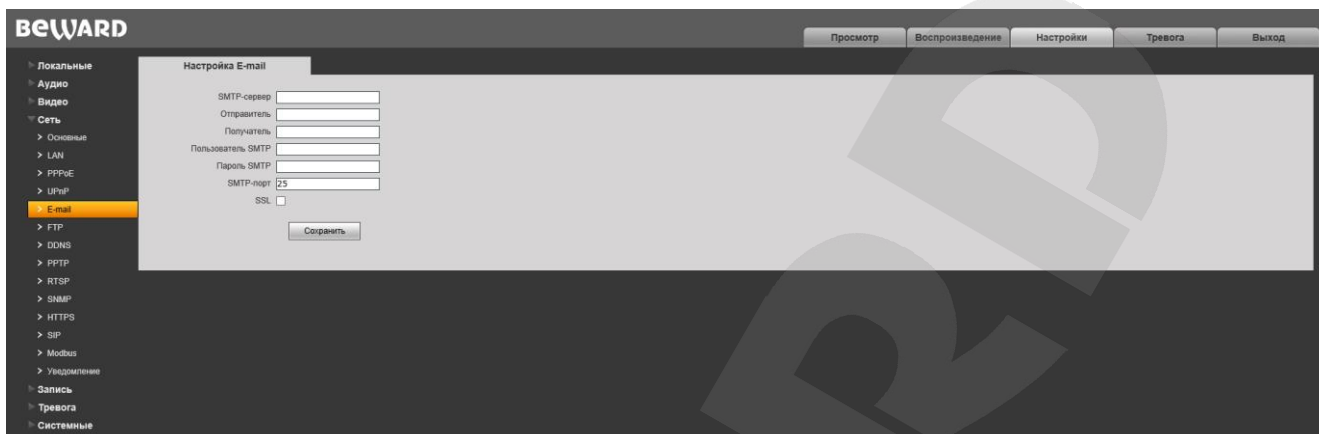 BEWARD
Просмотр
Воспроизведение
Настройки
Тревога
Выход
Локальные
Аудио
Видео
Сеть
> Основные
> LAN
> PPPoE
> UPnP
> E-mail
> FTP
> DDNS
> PPTP
> RTSP
> SNMP
> HTTPS
> SIP
> Modbus
> Уведомление
Запись
Тревога
Системные
Настройка E-mail
SMTP-сервер
Отправитель
Получатель
Пользователь SMTP
Пароль SMTP
SMTP-порт 25
SSL
Сохранить
RD